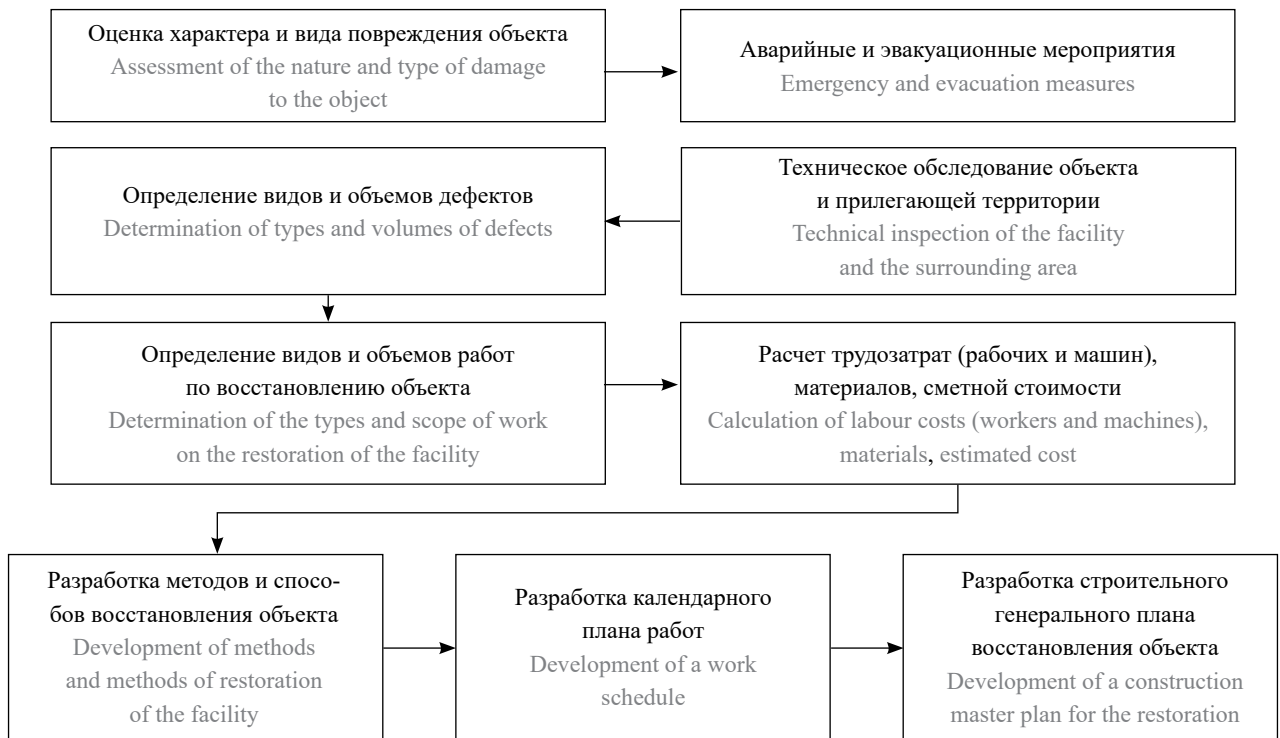 Оценка характера и вида повреждения объекта
Assessment of the nature and type of damage
to the object
Аварийные и эвакуационные мероприятия
Emergency and evacuation measures
Определение видов и объемов дефектов
Determination of types and volumes of defects
Техническое обследование объекта
и прилегающей территории
Technical inspection of the facility
and the surrounding area
Определение видов и объемов работ
по восстановлению объекта
Determination of the types and scope of work
on the restoration of the facility
Расчет трудозатрат (рабочих и машин),
материалов, сметной стоимости
Calculation of labour costs (workers and machines),
materials, estimated cost
Разработка методов и спосо-
бов восстановления объекта
Development of methods
and methods of restoration
of the facility
Разработка календарного
плана работ
Development of a work
schedule
Разработка строительного
генерального плана
восстановления объекта
Development of a construction
master plan for the restoration